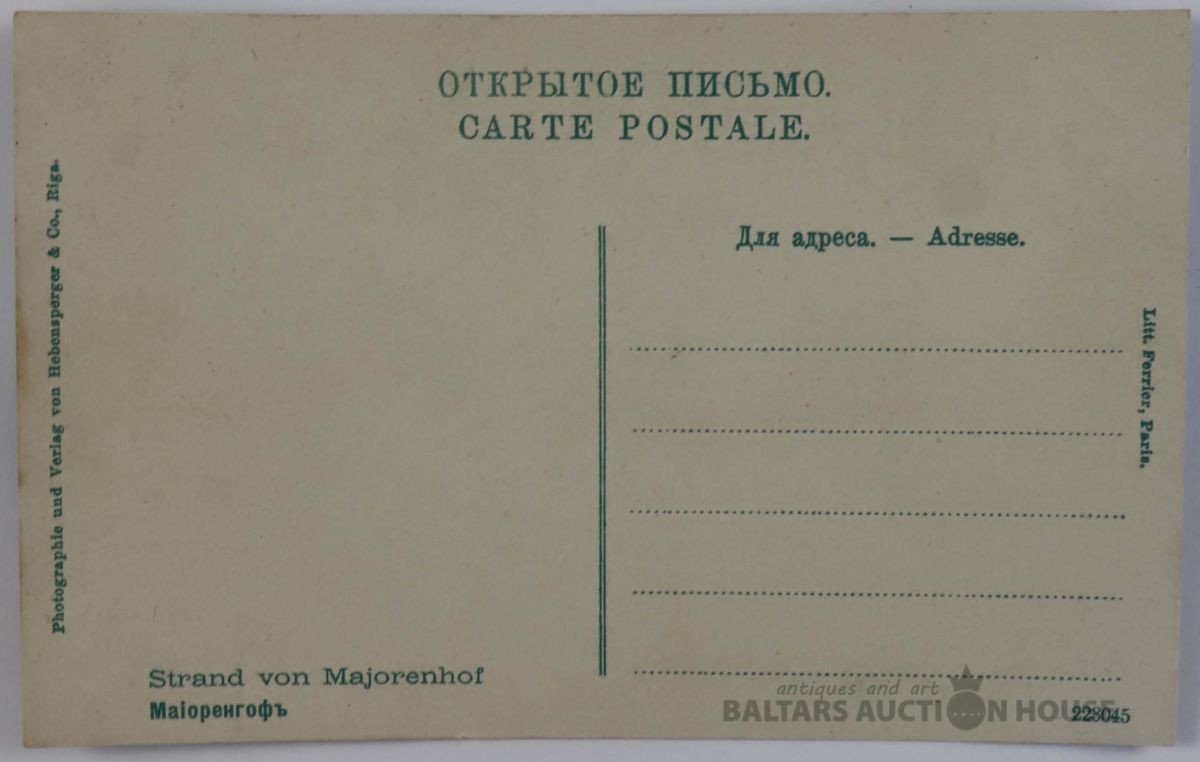 ОТКРЫТОЕ ПИСЬМО.
CARTE POSTALE.
Photographie und Verlag von Hebensperger & Co., Riga.
Для адреса. — Adresse.
Litt. Ferrier, Paris.
Strand von Majorenhof
Маіоренгофъ
antiques and art
BALTARS AUCTION HOUSE
223045